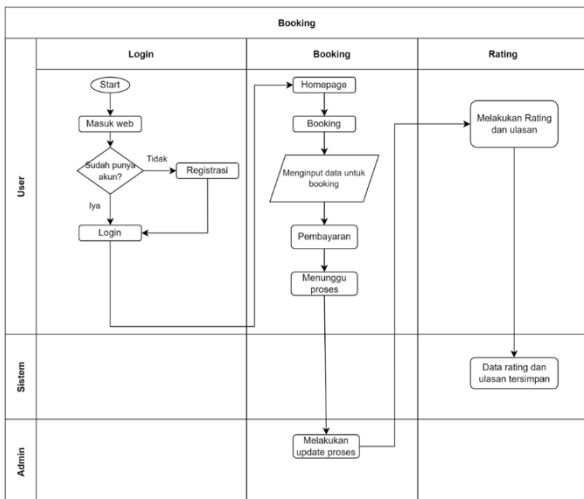 Booking
Login
Booking
Rating
User
Start
Masuk web
Sudah punya
akun?
Tidak
Registrasi
Iya
Login
Homepage
Booking
Menginput data untuk
booking
Pembayaran
Menunggu
proses
Melakukan Rating
dan ulasan
Sistem
Data rating dan
ulasan tersimpan
Admin
Melakukan
update proses